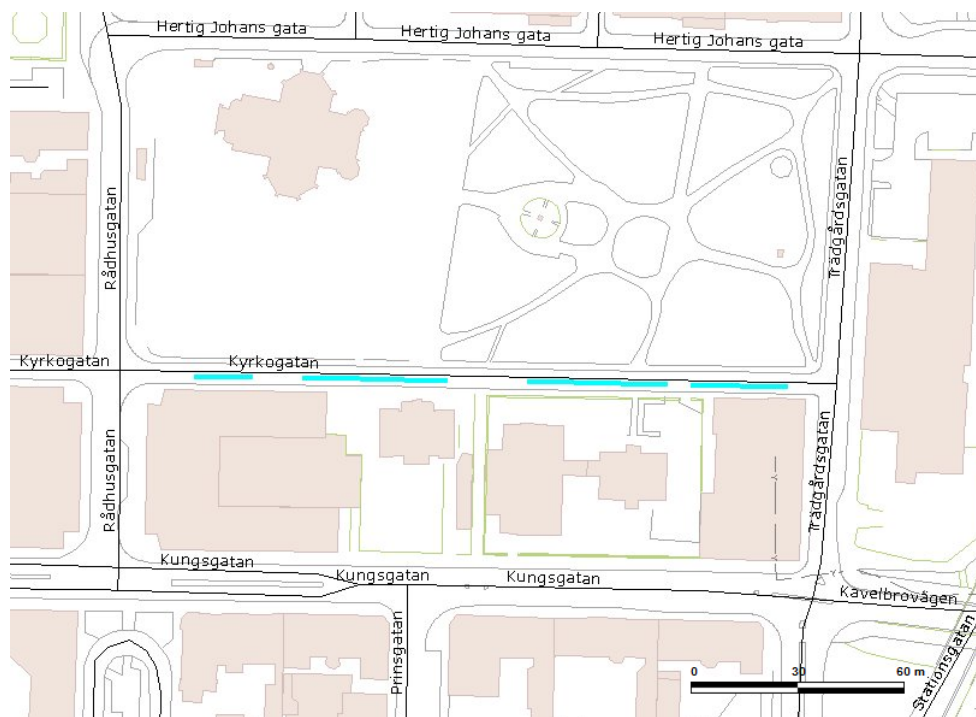 Hertig Johans gata
Hertig Johans gata
Hertig Johans gata
Rådhusgatan
Trädgårdsgatan
Kyrkogatan
Kyrkogatan
Rådhusgatan
Trädgårdsgatan
Kungsgatan
Kungsgatan
Kungsgatan
Kavelbrovägen
Prinsgatan
Stationsgatan
0 30 60 m